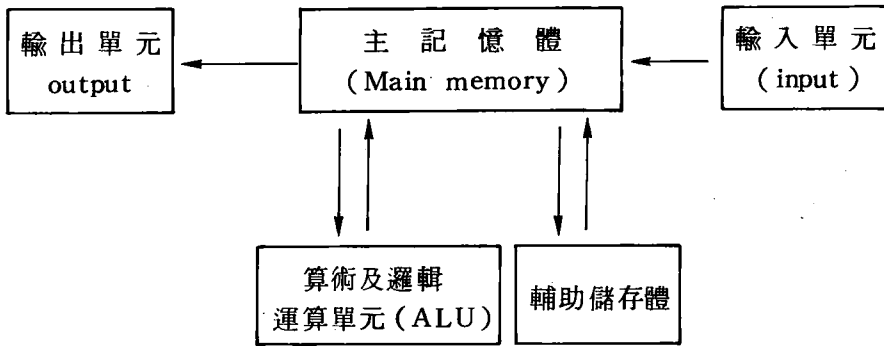 輸出單元
output
主記憶體
(Main memory)
輸入單元
(input)
算術及邏輯
運算單元(ALU)
輔助儲存體